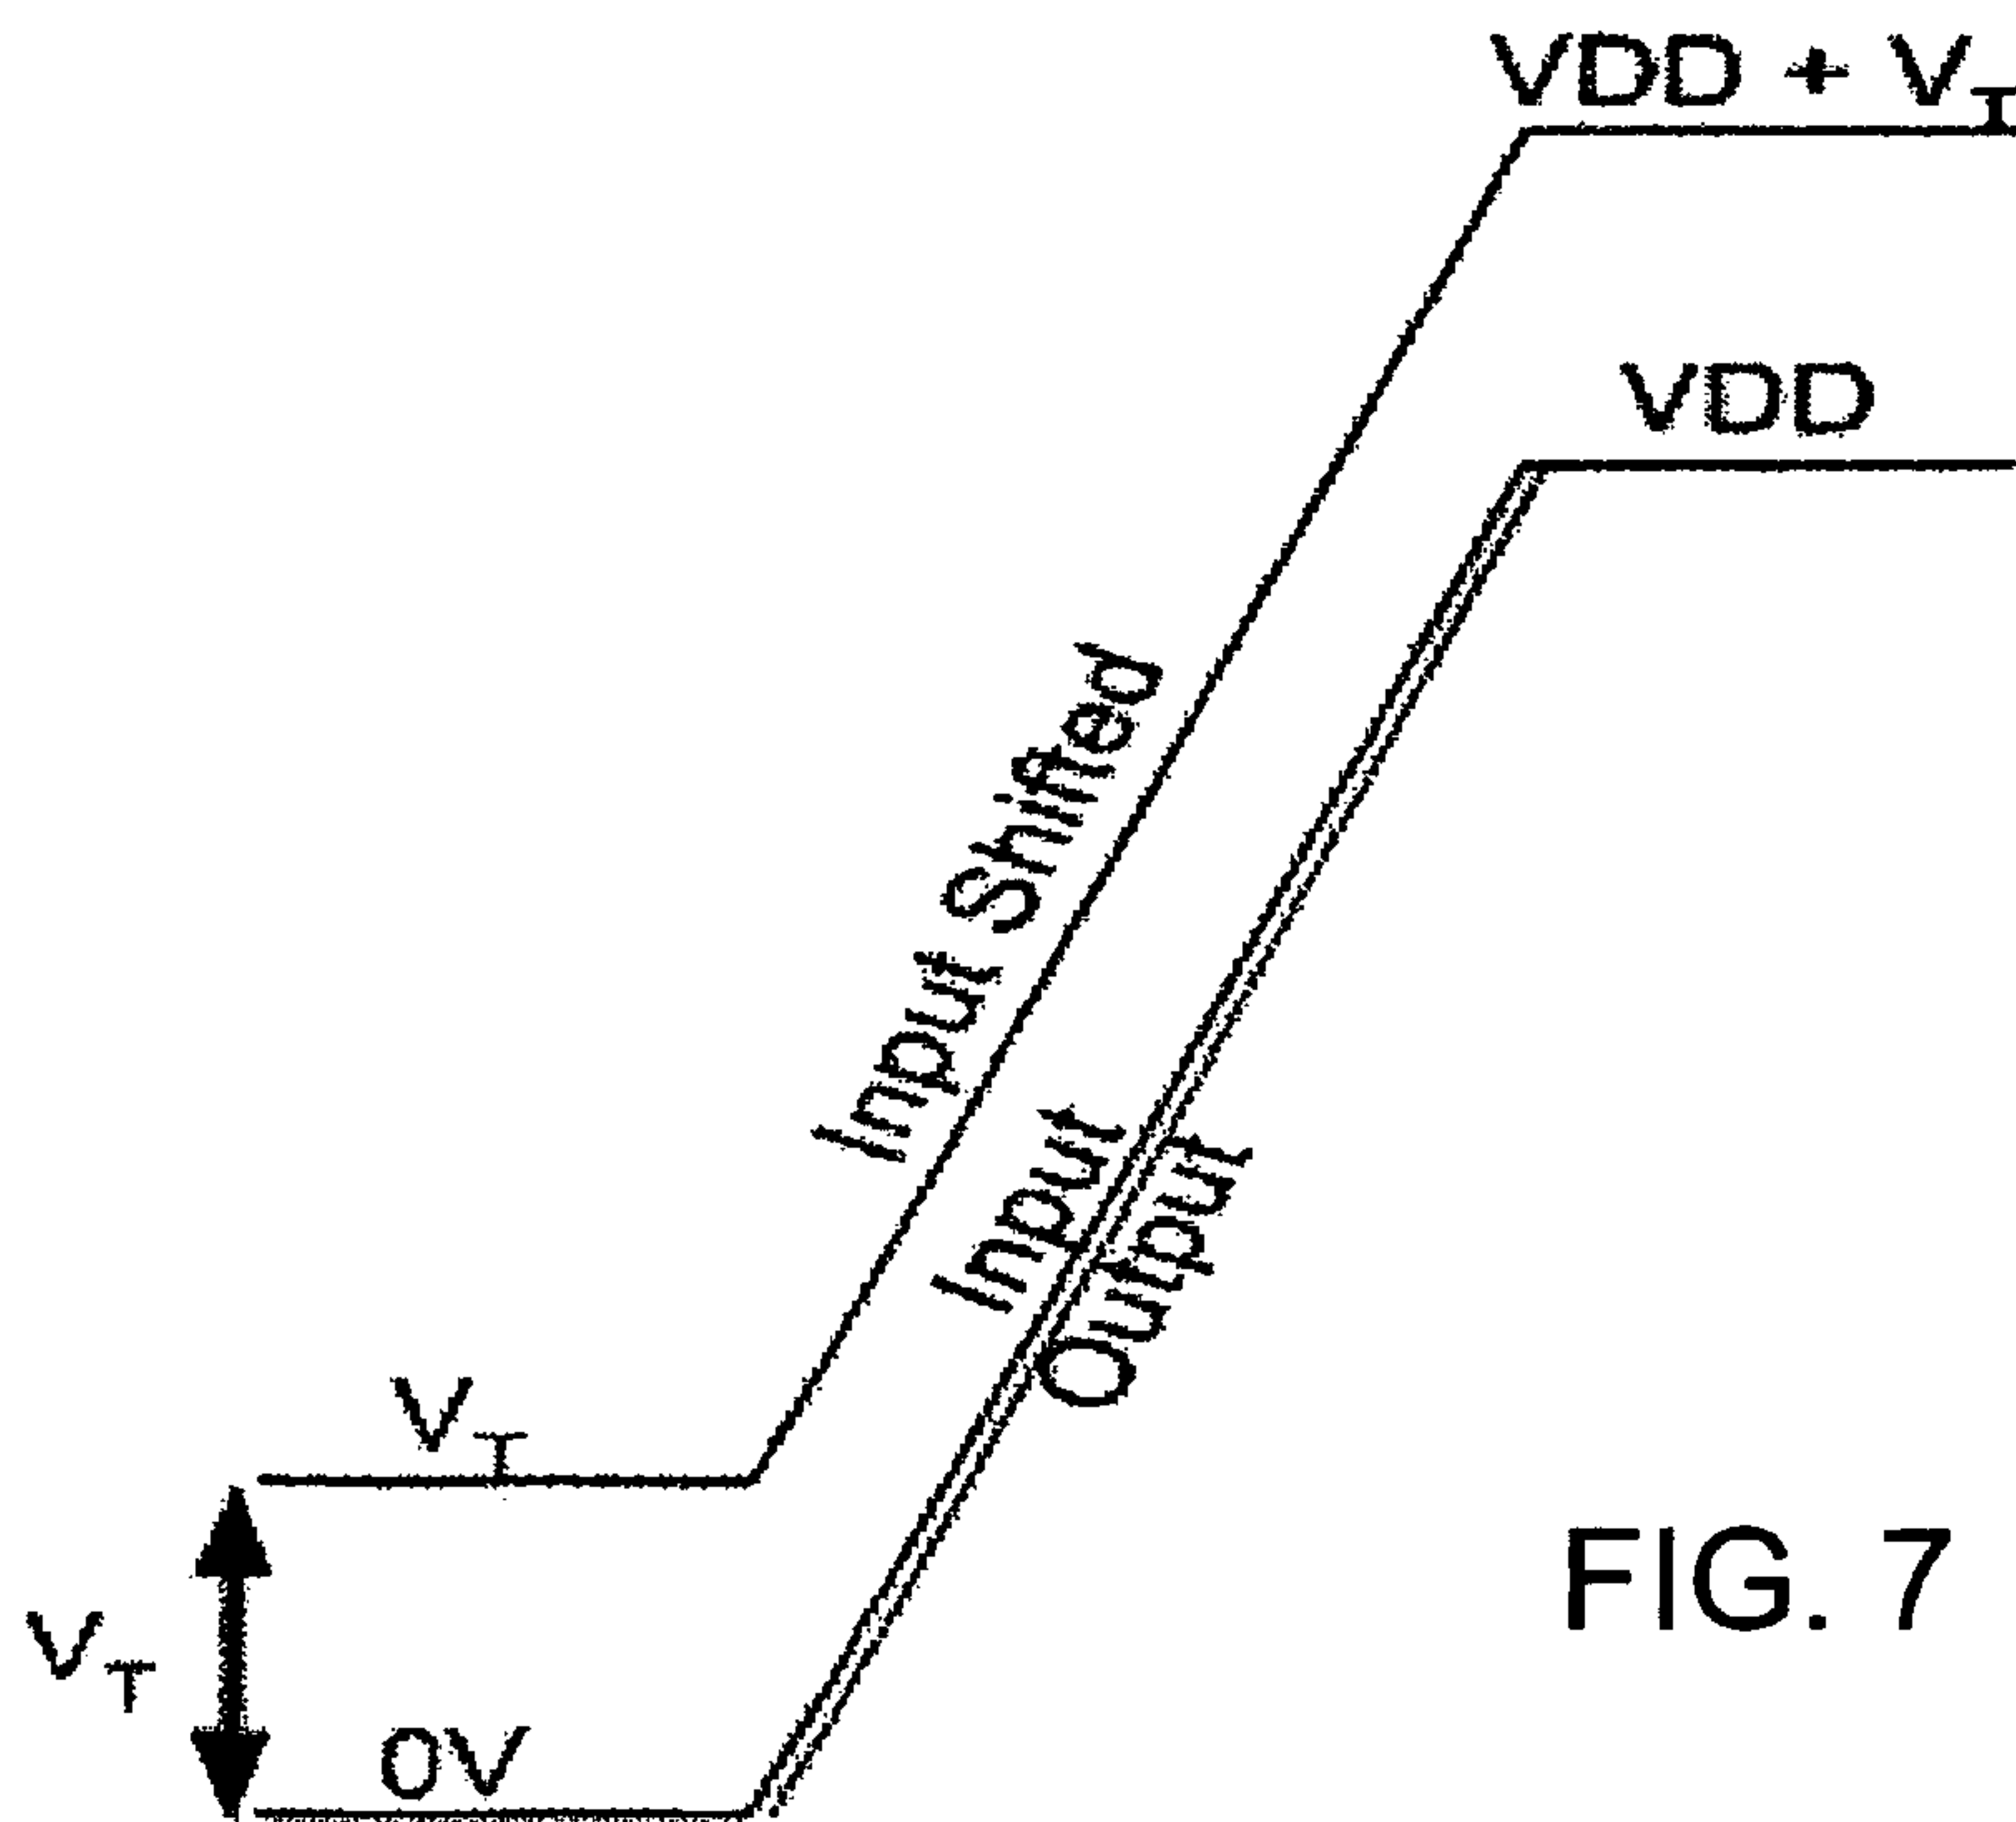 VDD + VT
VDD
Input Shifted
Input
Output
VT
VT
0V
FIG. 7